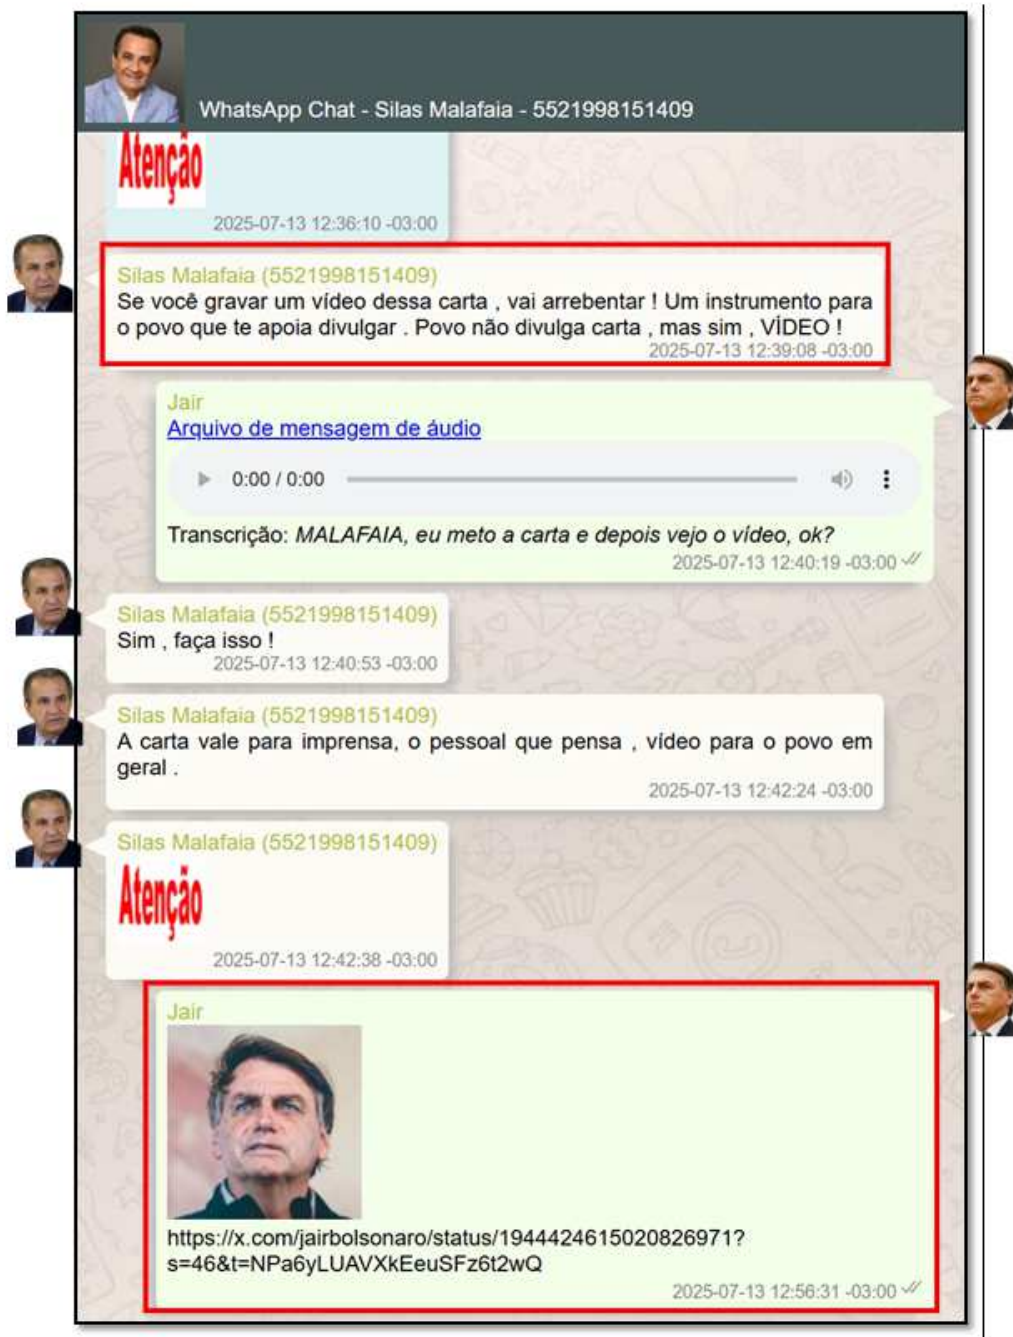 WhatsApp Chat - Silas Malafaia - 5521998151409
Atenção
2025-07-13 12:36:10 -03:00
Silas Malafaia (5521998151409)
Se você gravar um vídeo dessa carta , vai arrebentar ! Um instrumento para
o povo que te apoia divulgar . Povo não divulga carta , mas sim , VÍDEO !
2025-07-13 12:39:08 -03:00
Jair
Arquivo de mensagem de áudio
0:00 / 0:00
Transcrição: MALAFAIA, eu meto a carta e depois vejo o vídeo, ok?
2025-07-13 12:40:19 -03:00
Silas Malafaia (5521998151409)
Sim , faça isso !
2025-07-13 12:40:53 -03:00
Silas Malafaia (5521998151409)
A carta vale para imprensa, o pessoal que pensa , vídeo para o povo em
geral .
2025-07-13 12:42:24 -03:00
Silas Malafaia (5521998151409)
Atenção
2025-07-13 12:42:38 -03:00
Jair
https://x.com/jairbolsonaro/status/1944424615020826971?
s=46&t=NPa6yLUAVXkEeuSFz6t2wQ
2025-07-13 12:56:31 -03:00